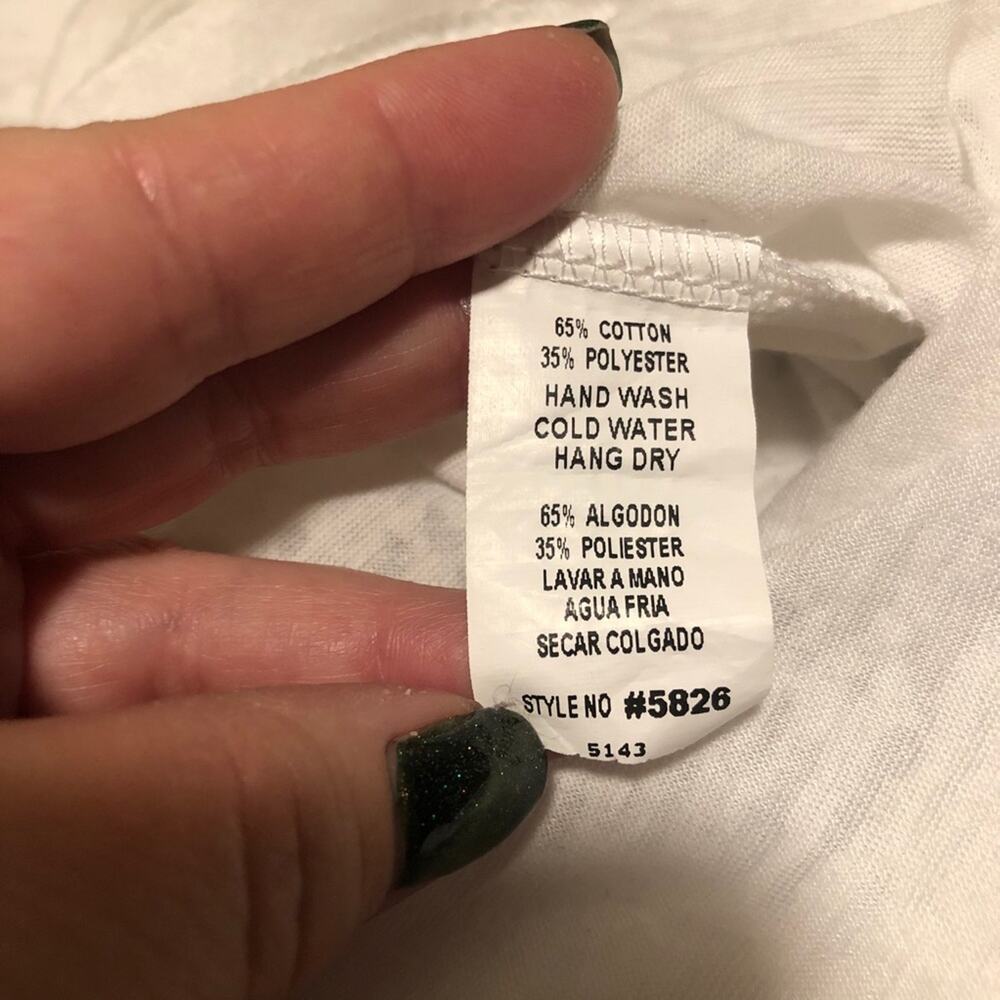 65% COTTON
35% POLYESTER
HAND WASH
COLD WATER
HANG DRY
65% ALGODON
35% POLIESTER
LAVAR A MANO
AGUA FRIA
SECAR COLGADO
STYLE NO #5826
5143